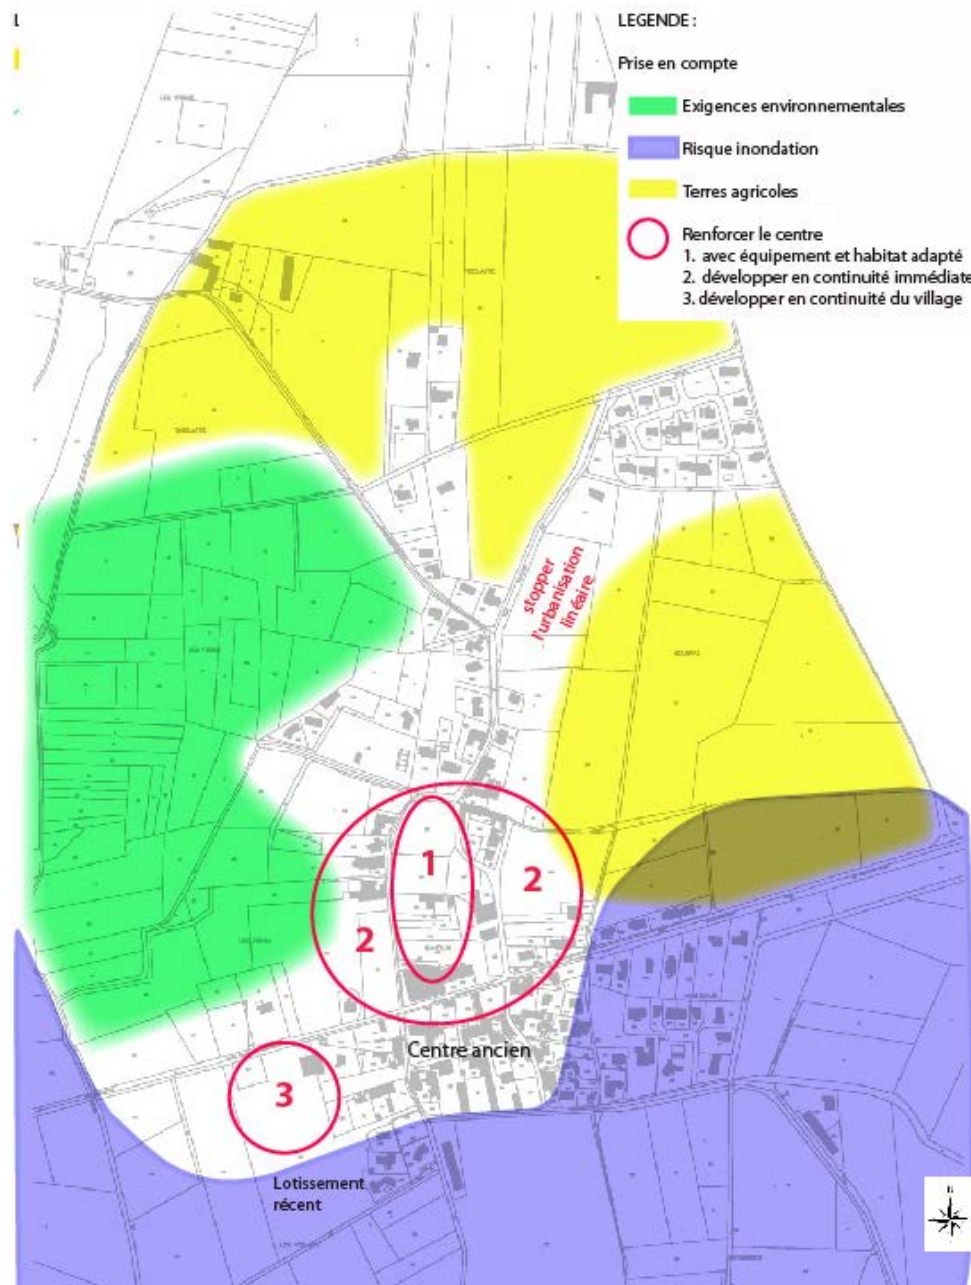 LEGENDE :
Prise en compte
Exigences environnementales
Risque inondation
Terres agricoles
Renforcer le centre
1. avec équipement et habitat adapté
2. développer en continuité immédiate
3. développer en continuité du village
stopper
l'urbanisation
linéaire
1
2
2
Centre ancien
3
Lotissement
récent
N